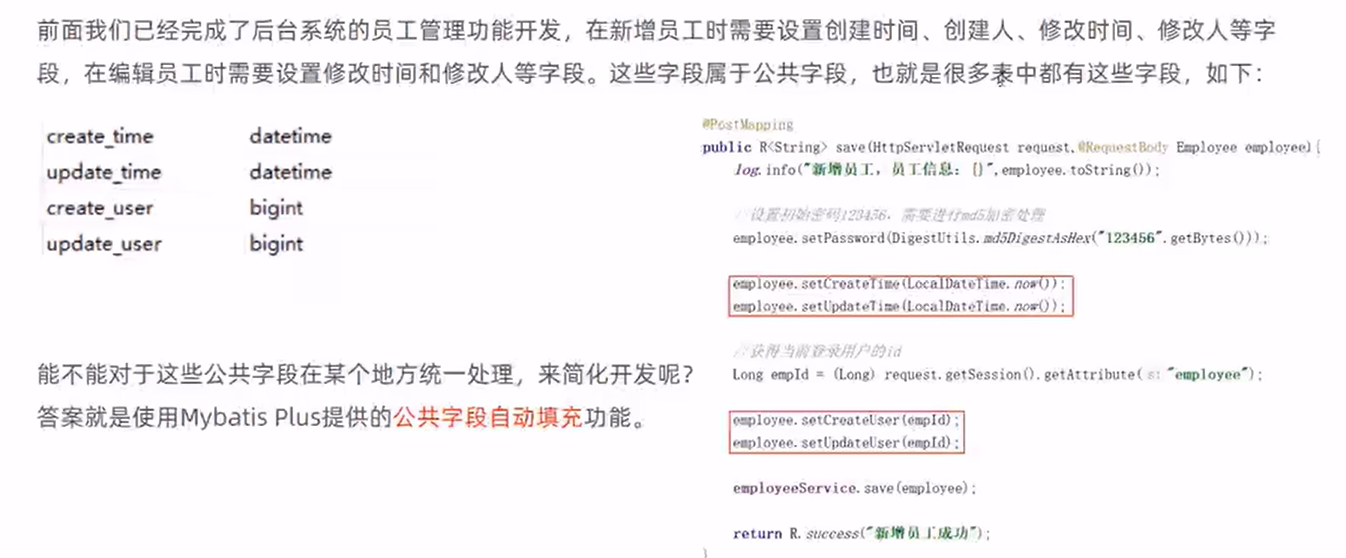 前面我们已经完成了后台系统的员工管理功能开发，在新增员工时需要设置创建时间、创建人、修改时间、修改人等字
段，在编辑员工时需要设置修改时间和修改人等字段。这些字段属于公共字段，也就是很多表中都有这些字段，如下：
create_time datetime
update_time datetime
create_user bigint
update_user bigint
能不能对于这些公共字段在某个地方统一处理，来简化开发呢？
答案就是使用Mybatis Plus提供的公共字段自动填充功能。
@PostMapping
public R<String> save(HttpServletRequest request,@RequestBody Employee employee){
log.info("新增员工，员工信息：{}",employee.toString());
//设置初始密码123456，需要进行md5加密处理
employee.setPassword(DigestUtils.md5DigestAsHex("123456".getBytes()));
employee.setCreateTime(LocalDateTime.now());
employee.setUpdateTime(LocalDateTime.now());
//获得当前登录用户的id
Long empId = (Long) request.getSession().getAttribute( s: "employee");
employee.setCreateUser(empId);
employee.setUpdateUser(empId);
employeeService.save(employee);
return R.success("新增员工成功");
}